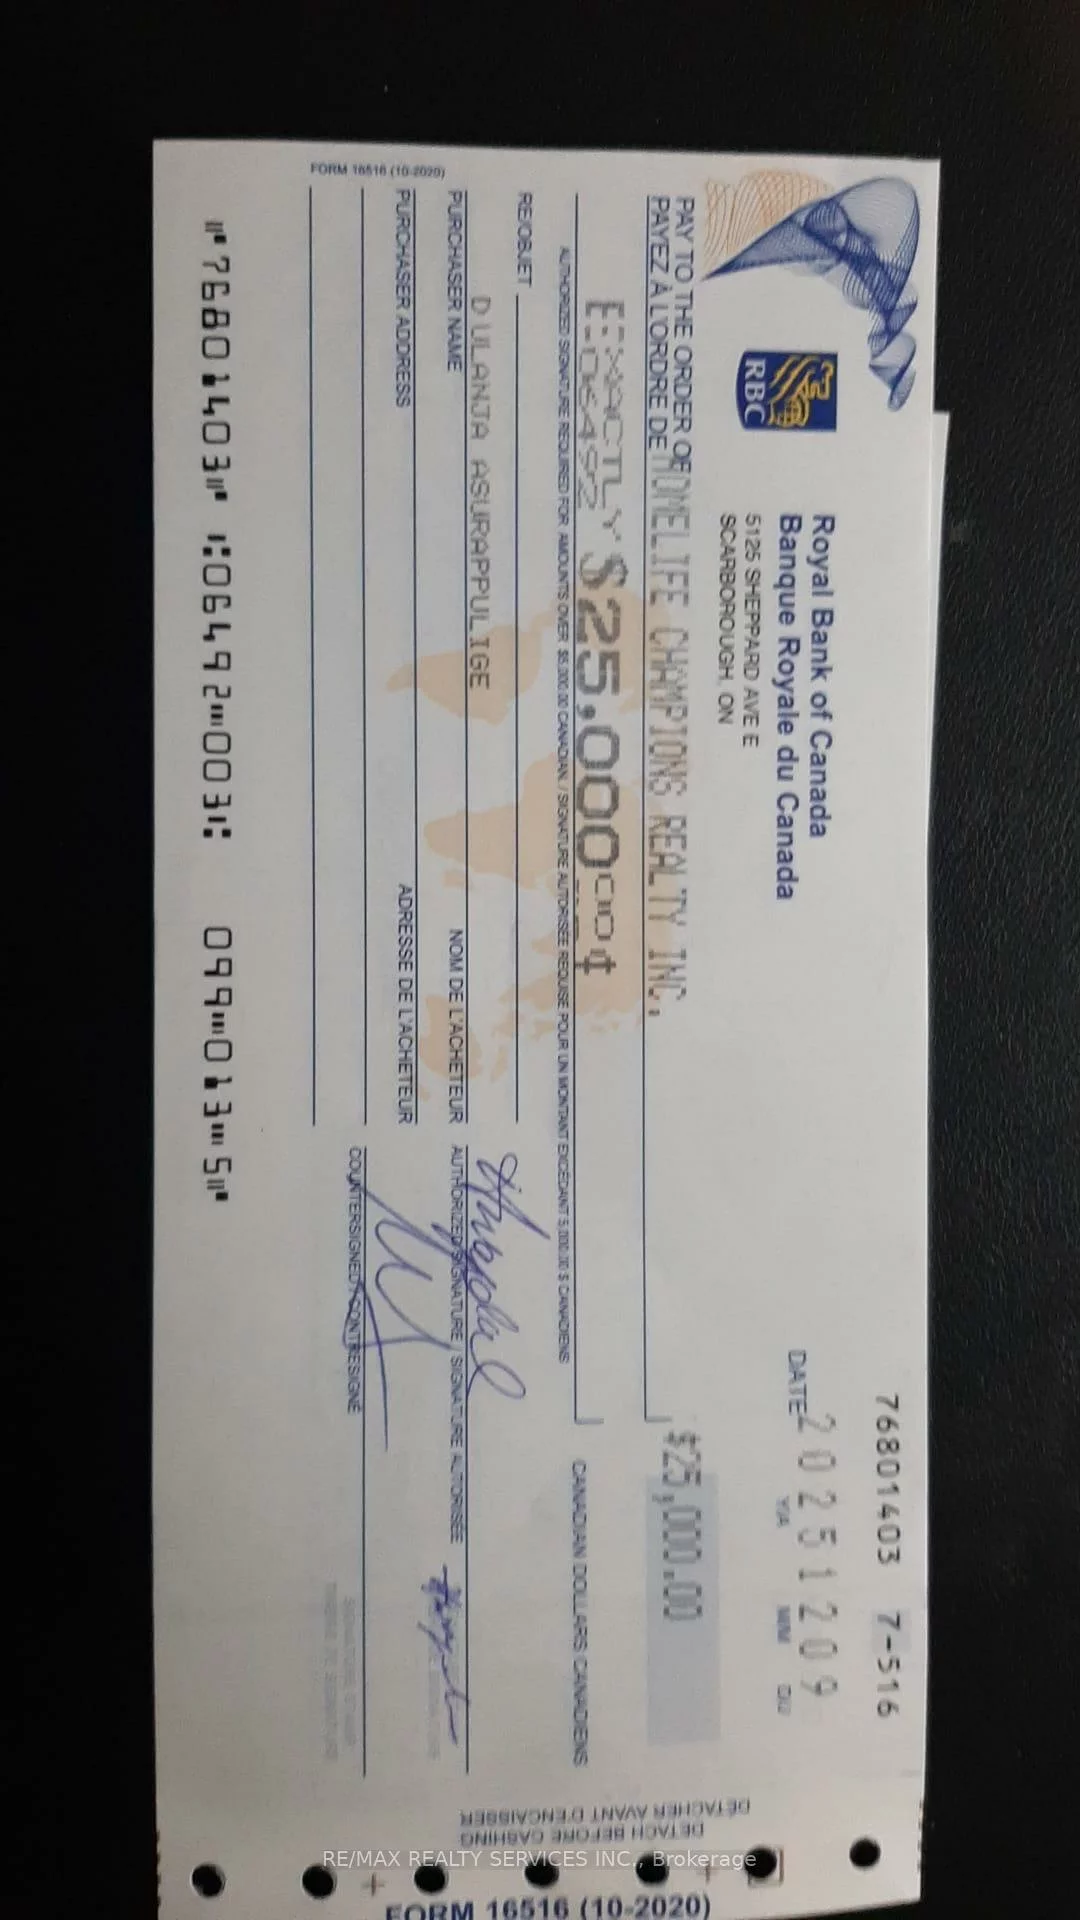 76801403 7-516
RBC
Royal Bank of Canada
Banque Royale du Canada
5125 SHEPPARD AVE E
SCARBOROUGH, ON
DATE 20251209
Y/A M/M D/J
PAY TO THE ORDER OF
PAYEZ À L'ORDRE DE HOMELIFE CHAMPIONS REALTY INC.
$25,000.00
EXACTLY $25,000 00¢
CANADIAN DOLLARS CANADIENS
AUTHORIZED SIGNATURE REQUIRED FOR AMOUNTS OVER $5,000.00 CANADIAN. / SIGNATURE AUTORISÉE REQUISE POUR UN MONTANT EXCÉDANT 5,000.00 $ CANADIENS
RE/OBJET
DULANJA ASURAPPULIGE
PURCHASER NAME NOM DE L'ACHETEUR
AUTHORIZED SIGNATURE / SIGNATURE AUTORISÉE
PURCHASER ADDRESS ADRESSE DE L'ACHETEUR
COUNTERSIGNED / CONTRESIGNÉ
FORM 16516 (10-2020)
⑈76801403⑈ ⑆06492⑉003⑆ 099⑉013⑉5⑈
DETACH BEFORE CASHING
DÉTACHER AVANT D'ENCAISSER
FORM 16516 (10-2020)
RE/MAX REALTY SERVICES INC., Brokerage